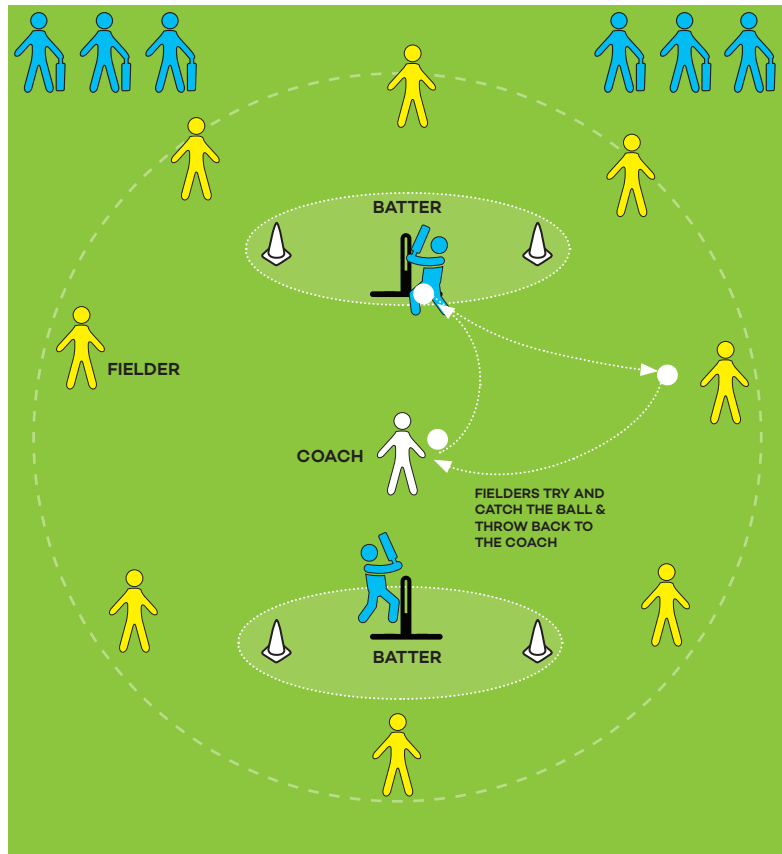 BATTER
FIELDER
COACH
FIELDERS TRY AND
CATCH THE BALL &
THROW BACK TO
THE COACH
BATTER